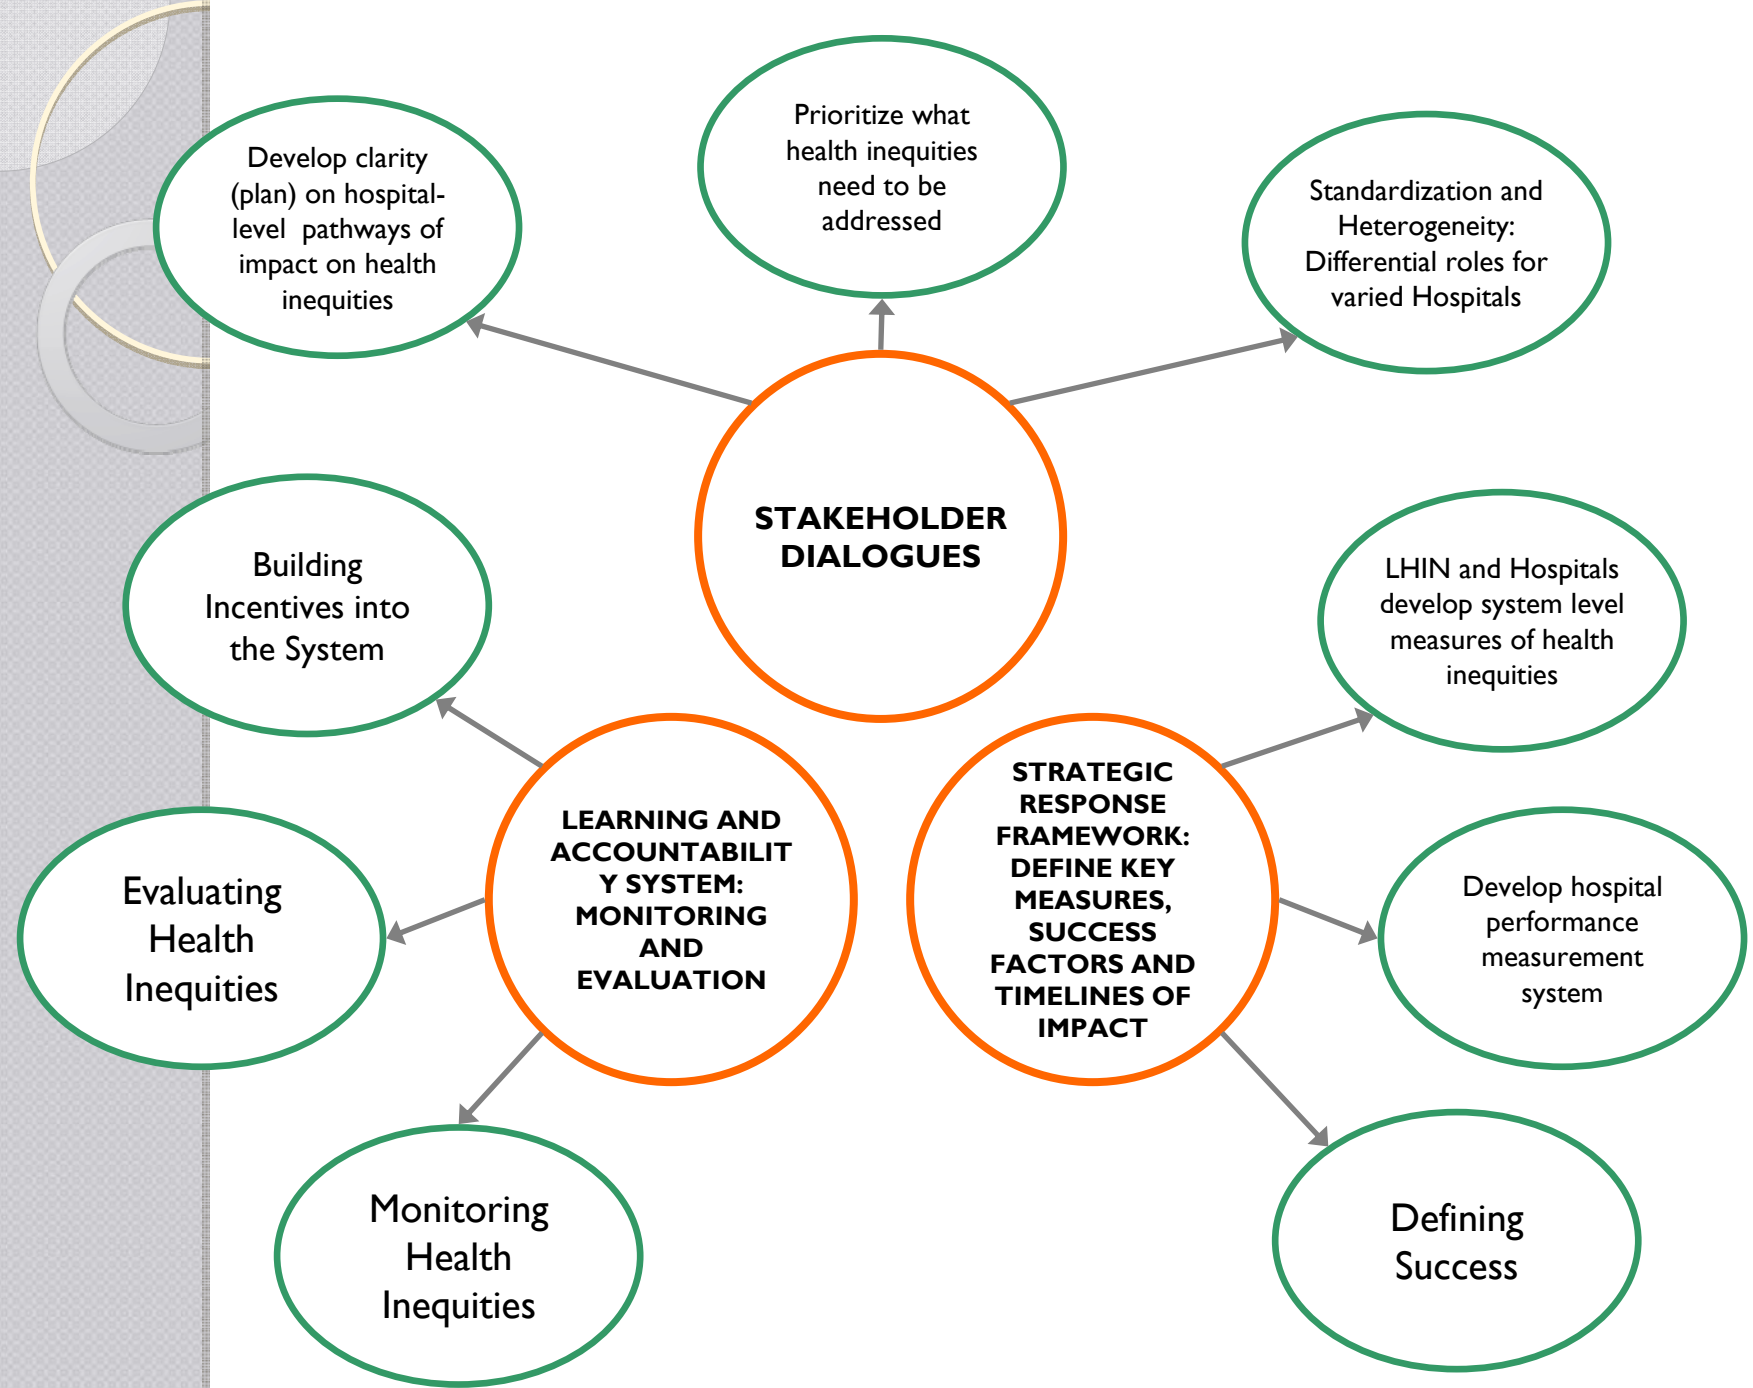 Develop clarity
(plan) on hospital-
level pathways of
impact on health
inequities
Prioritize what
health inequities
need to be
addressed
Standardization and
Heterogeneity:
Differential roles for
varied Hospitals
STAKEHOLDER
DIALOGUES
Building
Incentives into
the System
LHIN and Hospitals
develop system level
measures of health
inequities
LEARNING AND
ACCOUNTABILIT
Y SYSTEM:
MONITORING
AND
EVALUATION
STRATEGIC
RESPONSE
FRAMEWORK:
DEFINE KEY
MEASURES,
SUCCESS
FACTORS AND
TIMELINES OF
IMPACT
Evaluating
Health
Inequities
Develop hospital
performance
measurement
system
Monitoring
Health
Inequities
Defining
Success